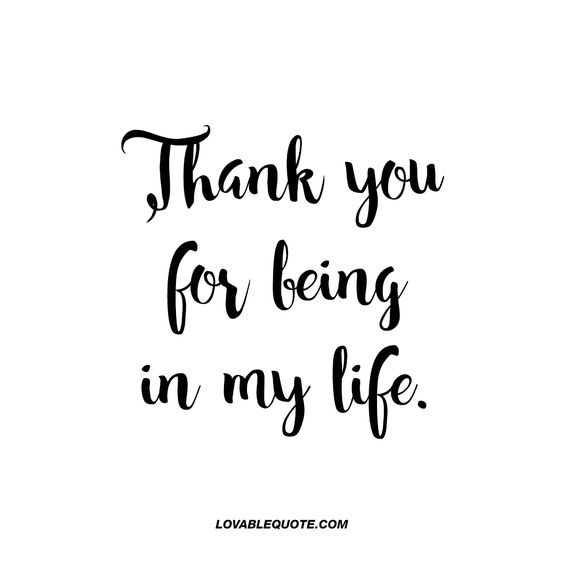 Thank you
for being
in my life.
LOVABLEQUOTE.COM